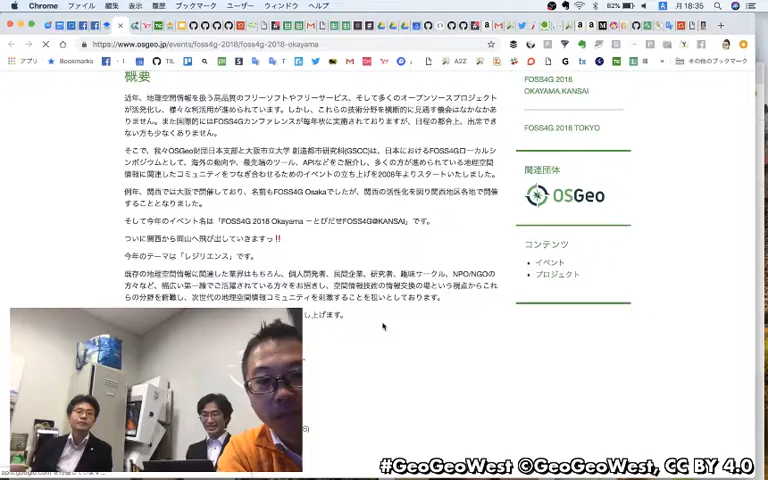 Chrome ファイル 編集 表示 履歴 ブックマーク ユーザー ウィンドウ ヘルプ 82% 月 18:35
https://www.osgeo.jp/events/foss4g-2018/foss4g-2018-okayama
アプリ Bookmarks TIL その他のブックマーク
概要
近年、地理空間情報を扱う高品質のフリーソフトやフリーサービス、そして多くのオープンソースプロジェクト
が活発化し、様々な利活用が進められています。しかし、これらの技術分野を横断的に見通す機会はなかなかあ
りません。また国際的にはFOSS4Gカンファレンスが毎年秋に実施されておりますが、日程の都合上、出席でき
ない方も少なくありません。
そこで、我々OSGeo財団日本支部と大阪市立大学 創造都市研究科(GSCC)は、日本におけるFOSS4Gローカルシ
ンポジウムとして、海外の動向や、最先端のツール、APIなどをご紹介し、多くの方が進められている地理空間
情報に関連したコミュニティをつなぎ合わせるためのイベントの立ち上げを2008年よりスタートいたしました。
例年、関西では大阪で開催しており、名前もFOSS4G Osakaでしたが、関西の活性化を図り関西地区各地で開催
することとなりました。
そして今年のイベント名は「FOSS4G 2018 Okayama ーとびだせFOSS4G@KANSAI」です。
ついに関西から岡山へ飛び出していきますっ‼
今年のテーマは「レジリエンス」です。
既存の地理空間情報に関連した業界はもちろん、個人開発者、民間企業、研究者、趣味サークル、NPO/NGOの
方々など、幅広い第一線でご活躍されている方々をお招きし、空間情報技術の情報交換の場という視点からこれ
らの分野を俯瞰し、次世代の地理空間情報コミュニティを刺激することを狙いとしております。
し上げます。
FOSS4G 2018
OKAYAMA.KANSAI
FOSS4G 2018 TOKYO
関連団体
OSGeo
コンテンツ
イベント
プロジェクト
#GeoGeoWest ©GeoGeoWest, CC BY 4.0